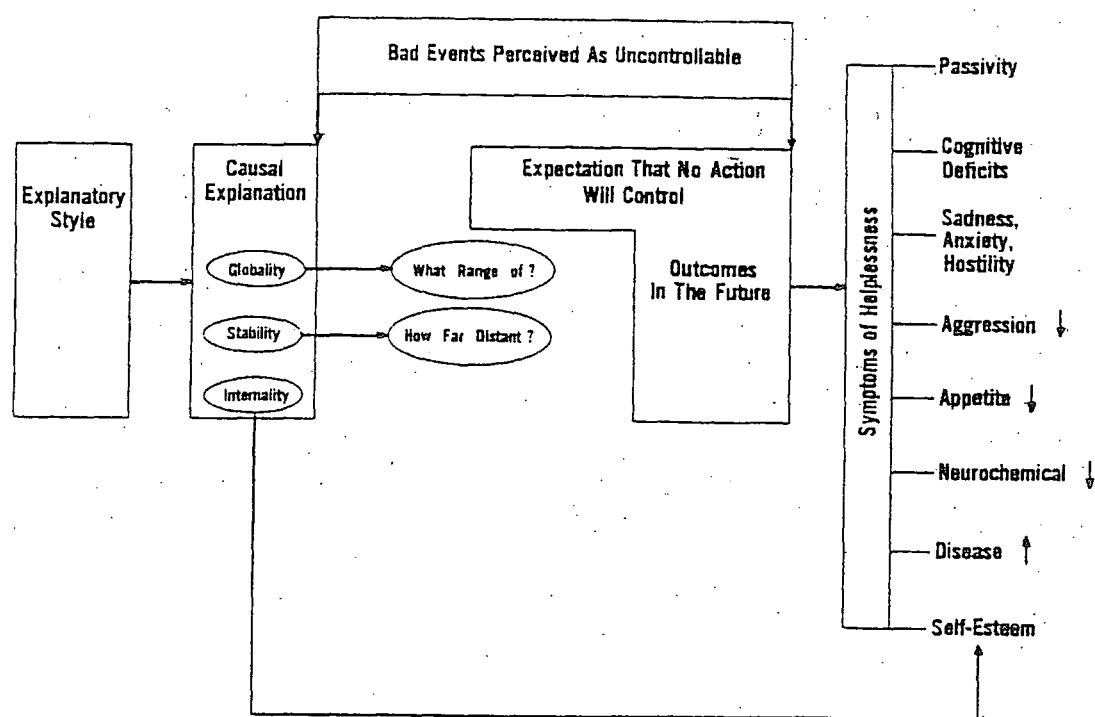 Bad Events Perceived As Uncontrollable
Explanatory
Style
Causal
Explanation
Globality
Stability
Internality
What Range of ?
How Far Distant ?
Expectation That No Action
Will Control
Outcomes
In The Future
Symptoms of Helplessness
Passivity
Cognitive
Deficits
Sadness,
Anxiety,
Hostility
Aggression ↓
Appetite ↓
Neurochemical ↓
Disease ↑
Self-Esteem